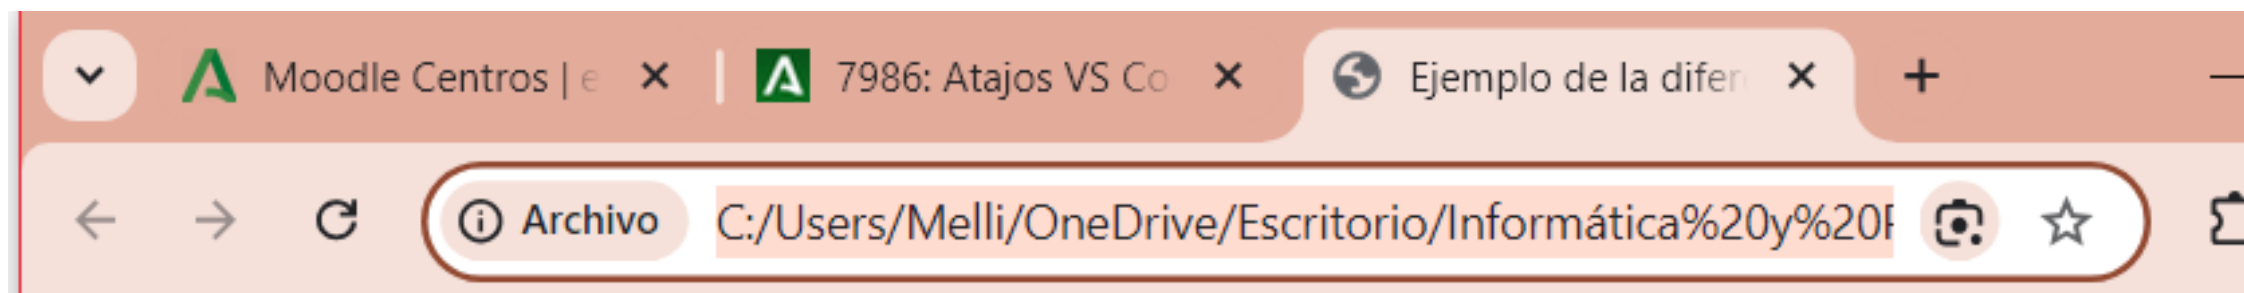 Moodle Centros | e
7986: Atajos VS Co
Ejemplo de la difer
Archivo
C:/Users/Melli/OneDrive/Escritorio/Informática%20y%20